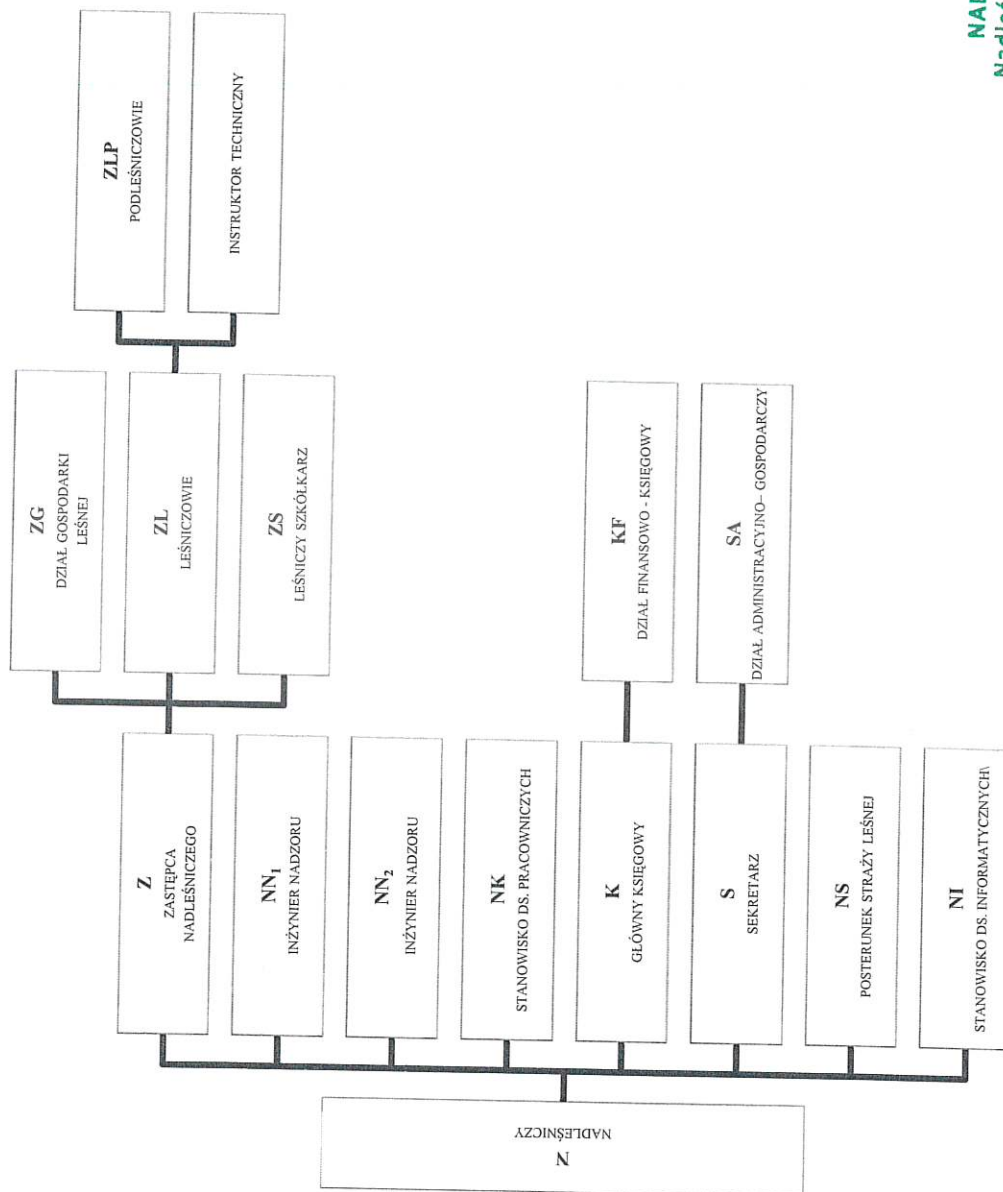 N
NADLEŚNICZY
Z
ZASTĘPCA
NADLEŚNICZEGO
NN₁
INŻYNIER NADZORU
NN₂
INŻYNIER NADZORU
NK
STANOWISKO DS. PRACOWNICZYCH
K
GŁÓWNY KSIĘGOWY
S
SEKRETARZ
NS
POSTERUNEK STRAŻY LEŚNEJ
NI
STANOWISKO DS. INFORMATYCZNYCH\
ZG
DZIAŁ GOSPODARKI
LEŚNEJ
ZL
LEŚNICZOWIE
ZS
LEŚNICZY SZKÓŁKARZ
KF
DZIAŁ FINANSOWO - KSIĘGOWY
SA
DZIAŁ ADMINISTRACYJNO– GOSPODARCZY
ZLP
PODLEŚNICZOWIE
INSTRUKTOR TECHNICZNY